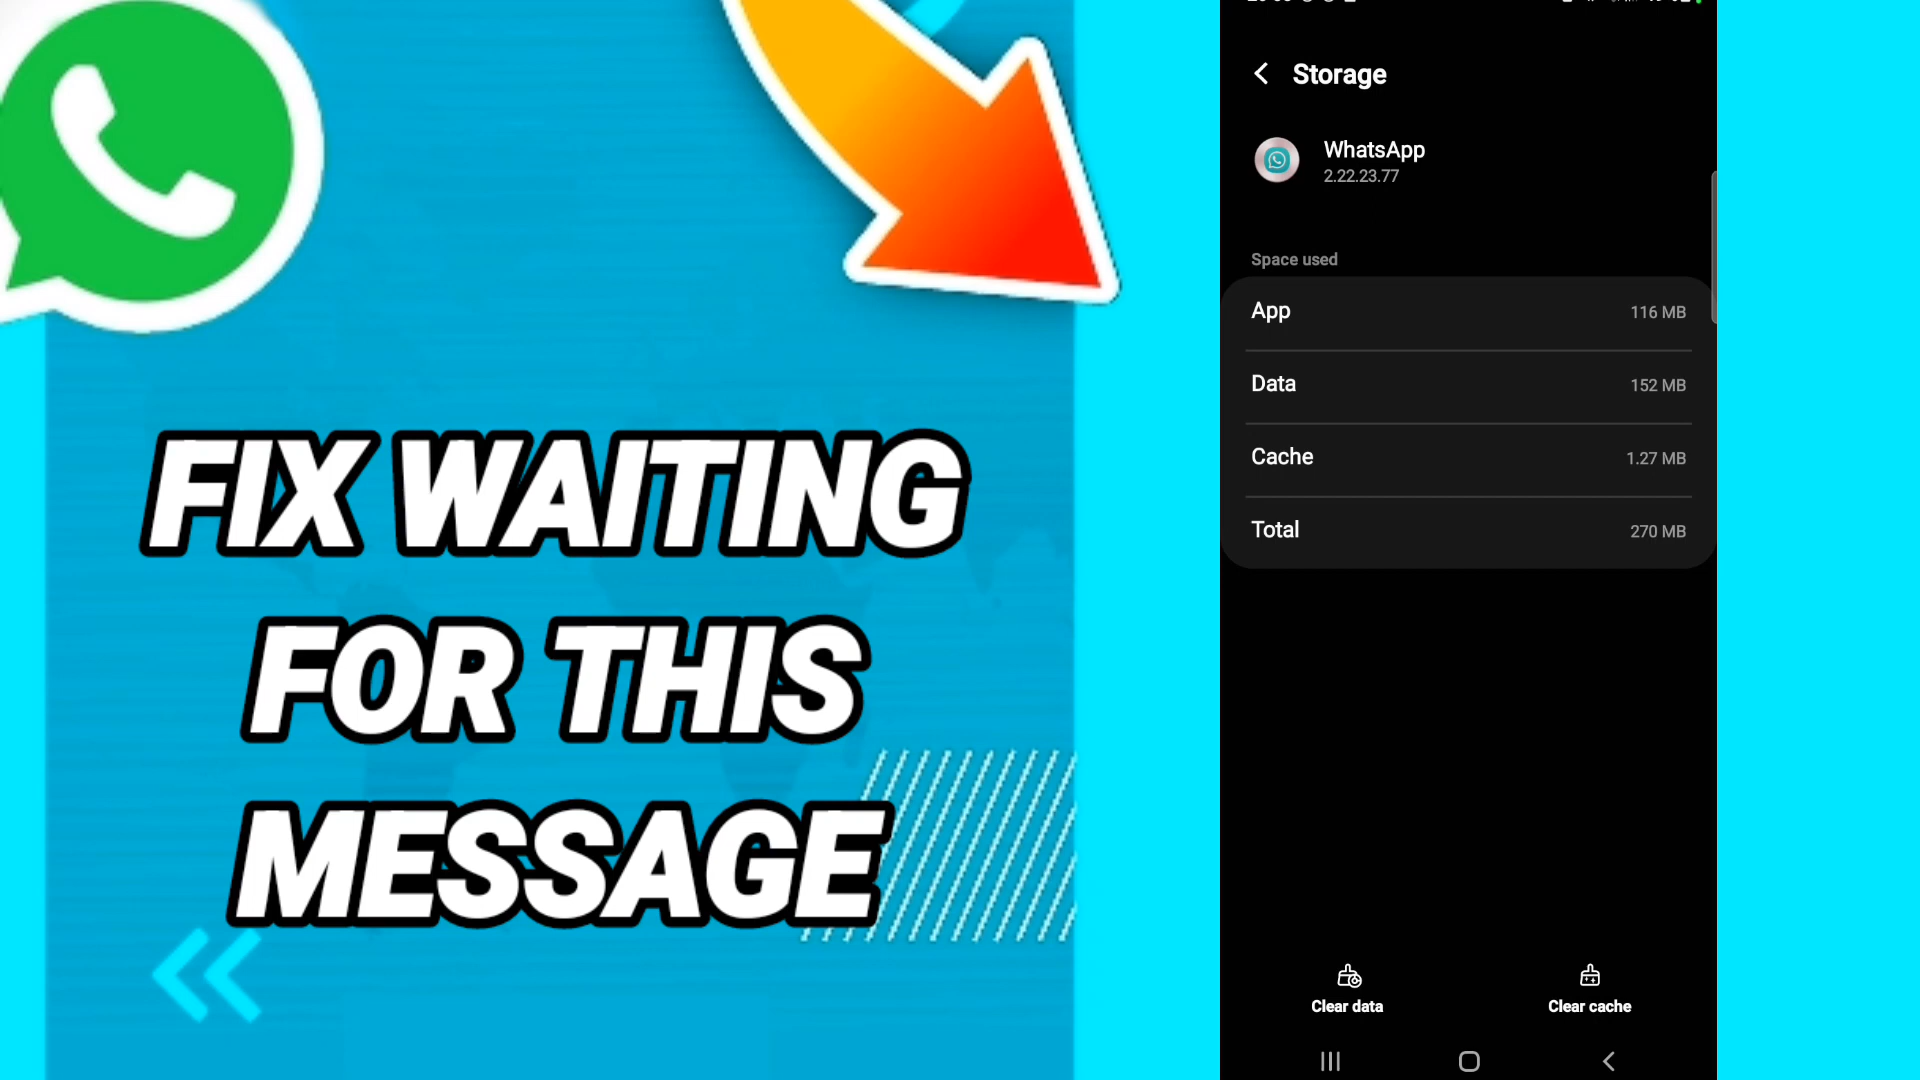 FIX WAITING
FOR THIS
MESSAGE
Storage
WhatsApp
2.22.23.77
Space used
App 116 MB
Data 152 MB
Cache 1.27 MB
Total 270 MB
Clear data Clear cache